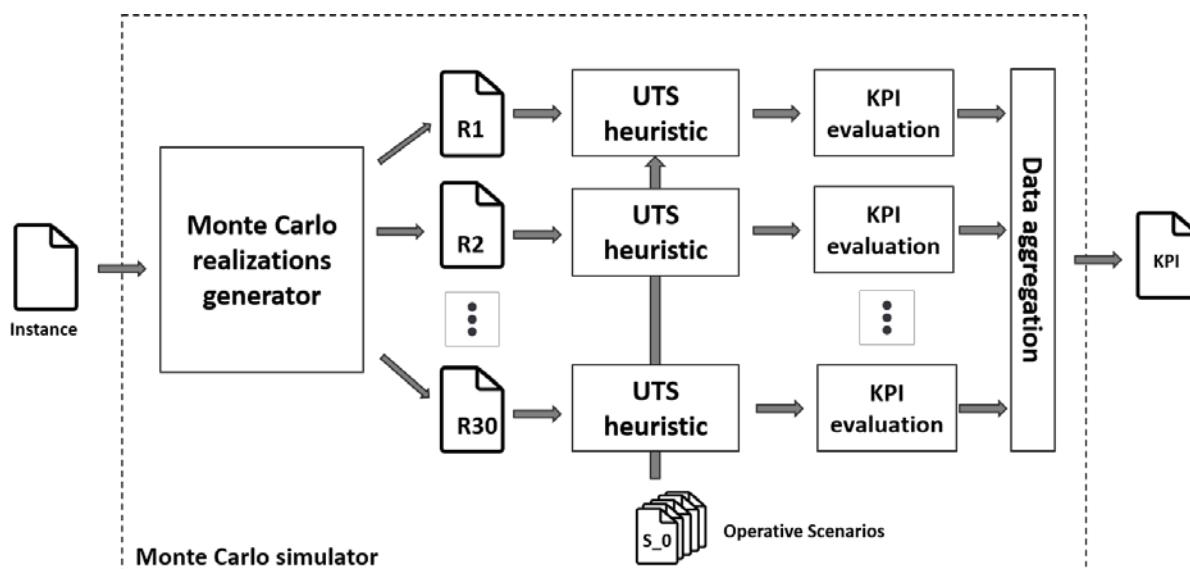 Instance
Monte Carlo
realizations
generator
R1
R2
R30
UTS
heuristic
UTS
heuristic
UTS
heuristic
KPI
evaluation
KPI
evaluation
KPI
evaluation
Data aggregation
KPI
S_0
Operative Scenarios
Monte Carlo simulator